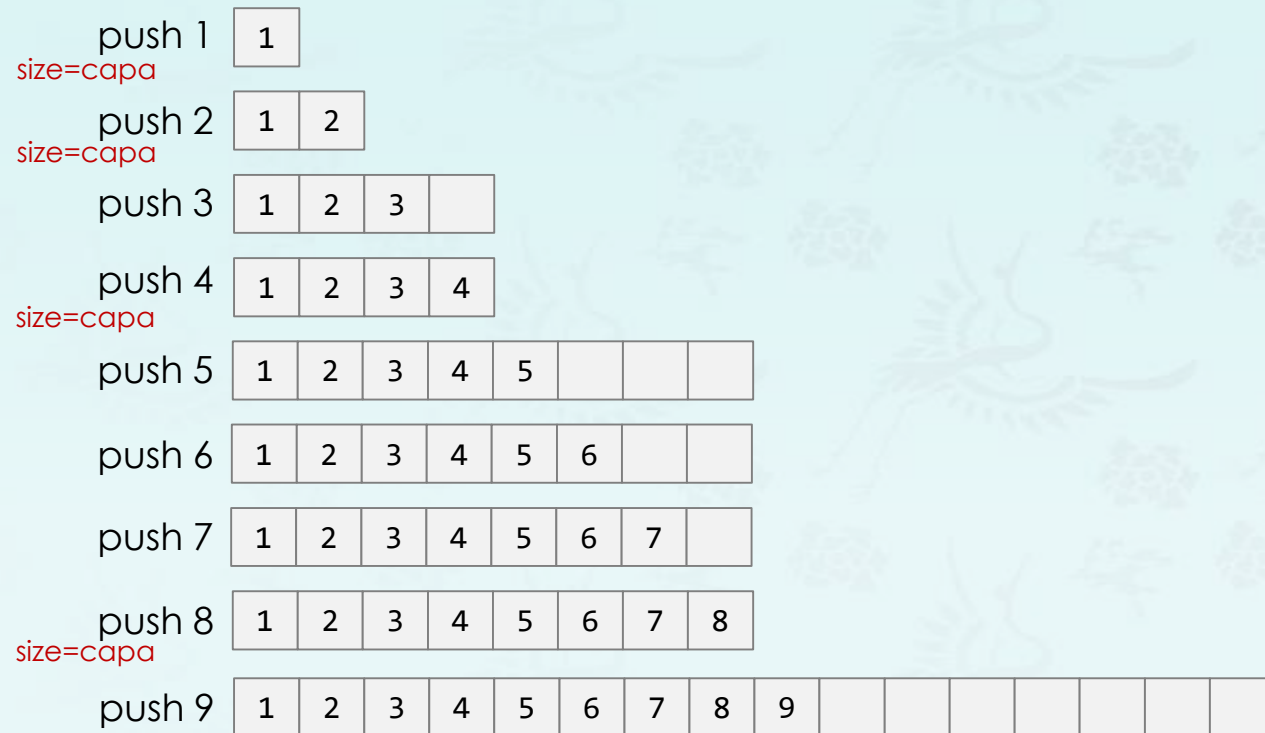 push 1 1
size=capa
push 2 1 2
size=capa
push 3 1 2 3
push 4 1 2 3 4
size=capa
push 5 1 2 3 4 5
push 6 1 2 3 4 5 6
push 7 1 2 3 4 5 6 7
push 8 1 2 3 4 5 6 7 8
size=capa
push 9 1 2 3 4 5 6 7 8 9